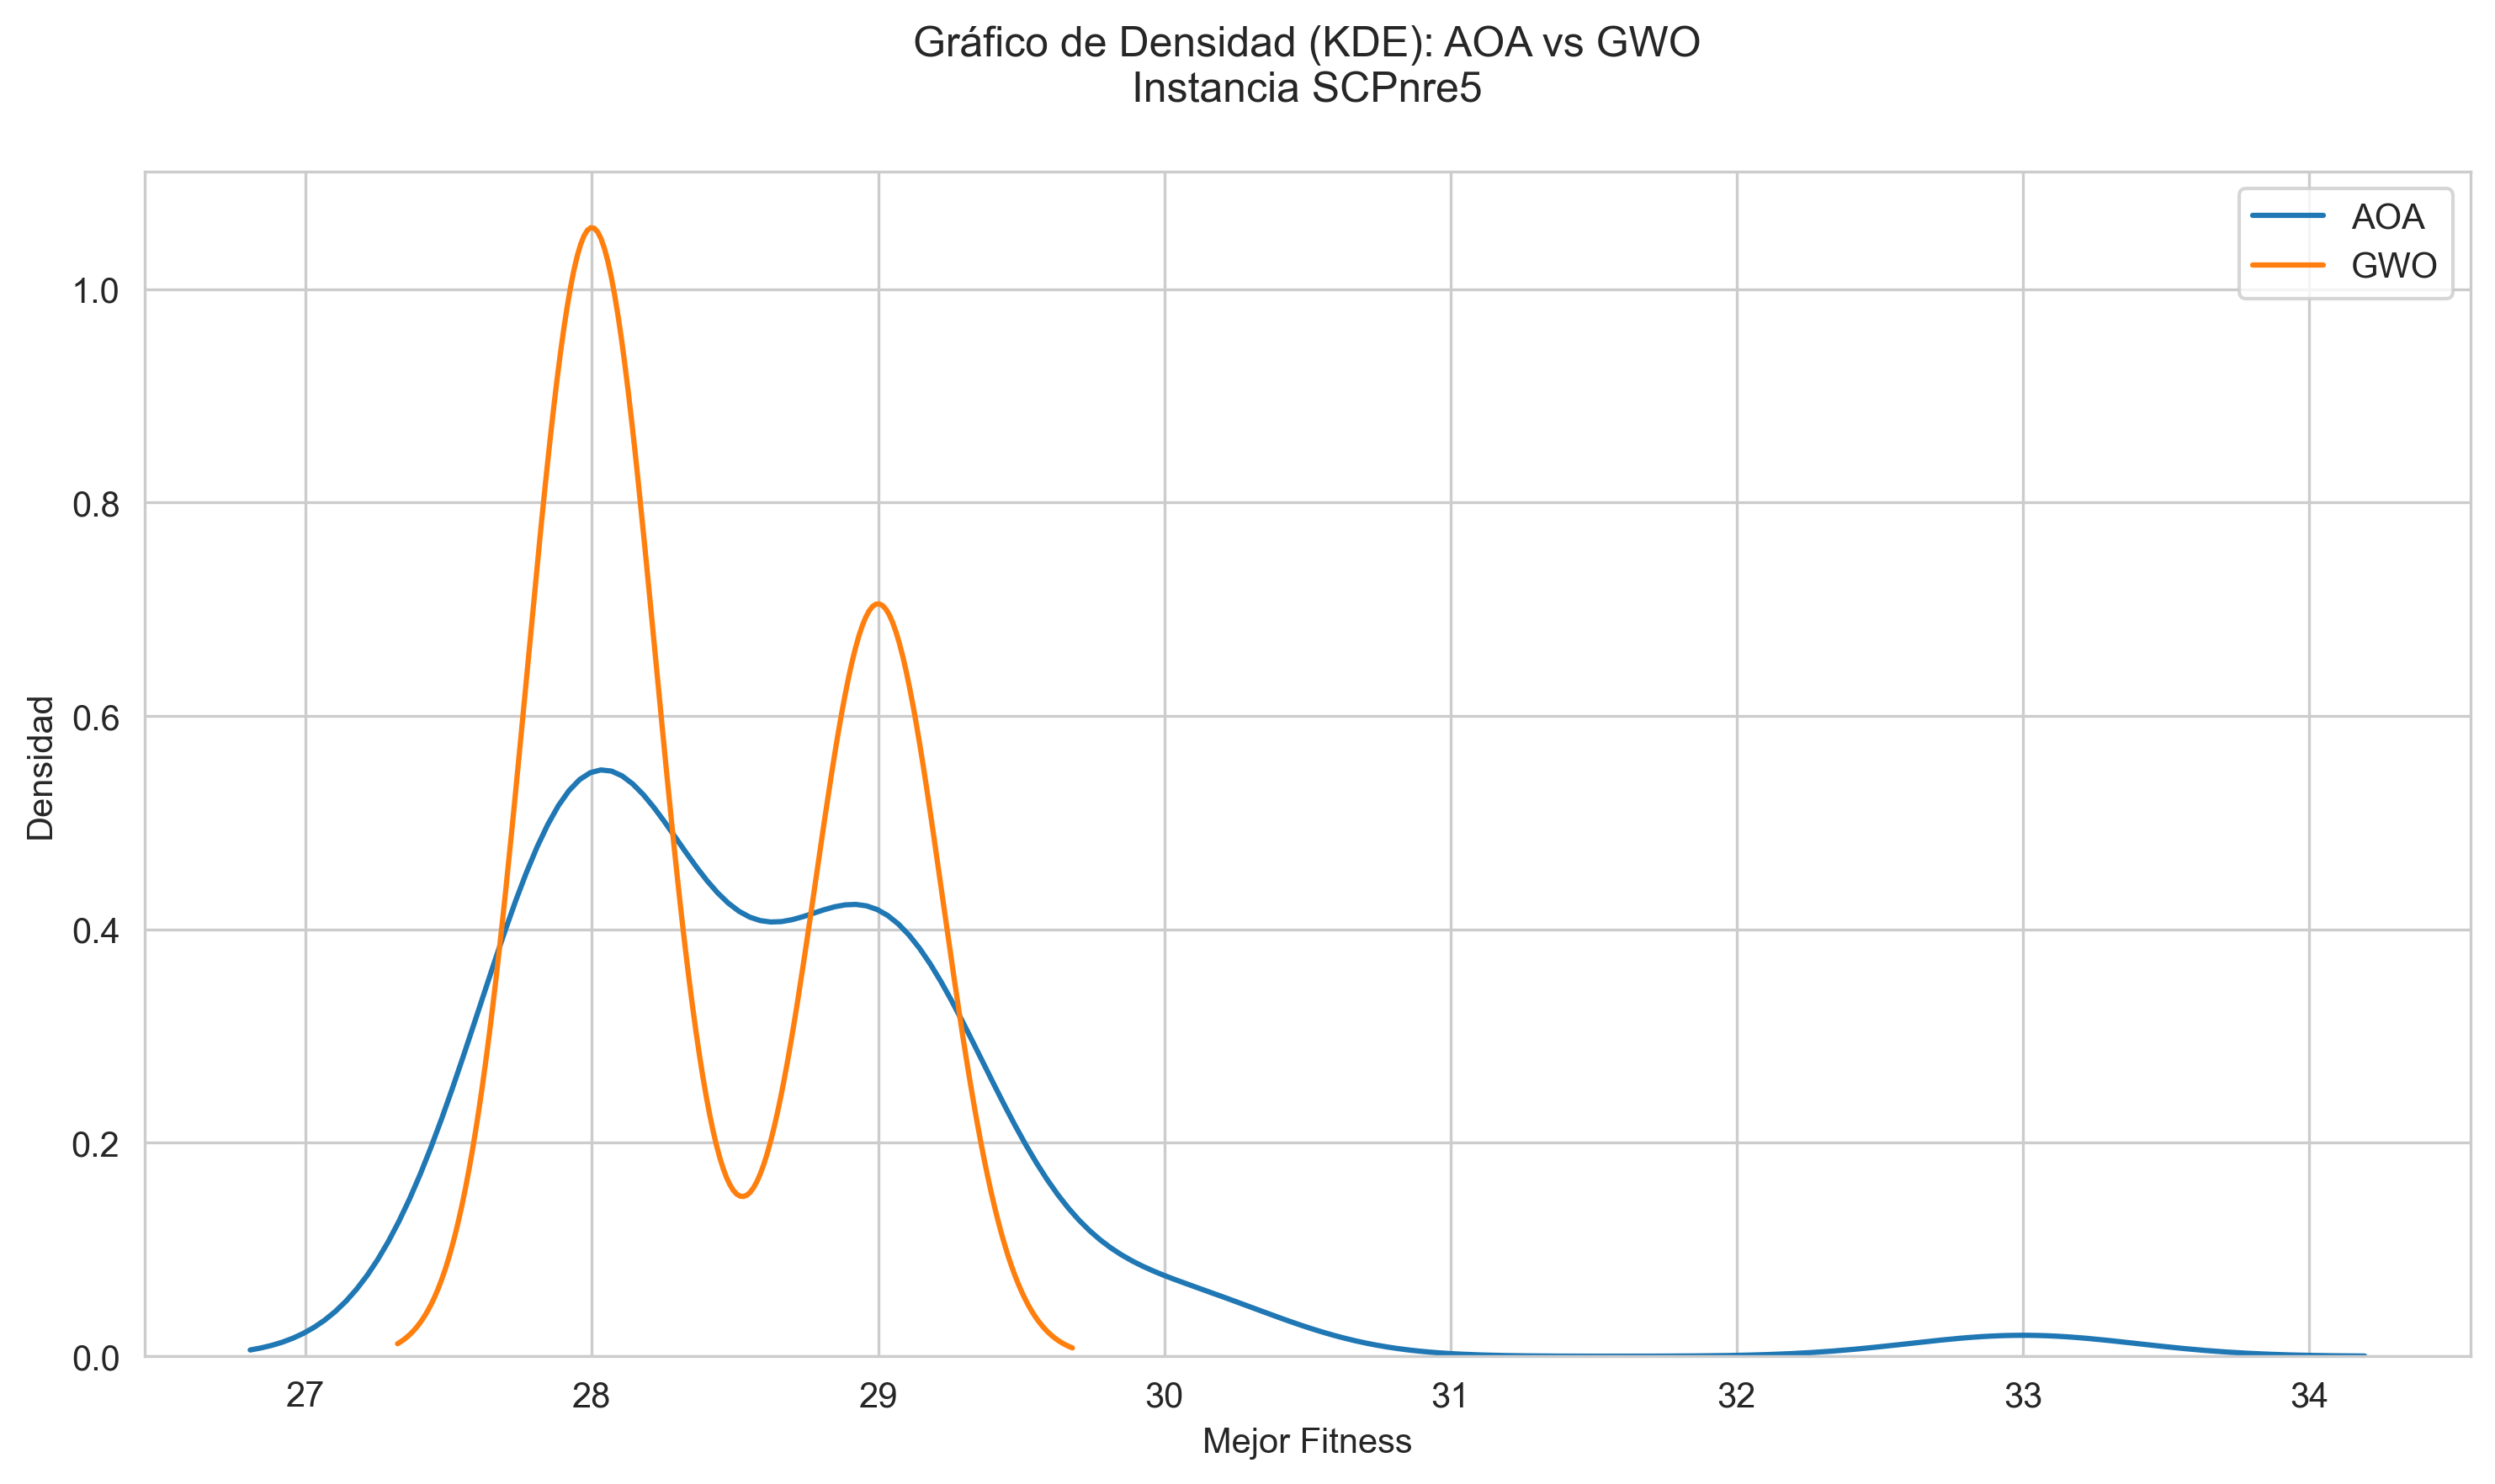 Gráfico de Densidad (KDE): AOA vs GWO
Instancia SCPnre5
AOA
GWO
Densidad
1.0
0.8
0.6
0.4
0.2
0.0
27 28 29 30 31 32 33 34
Mejor Fitness